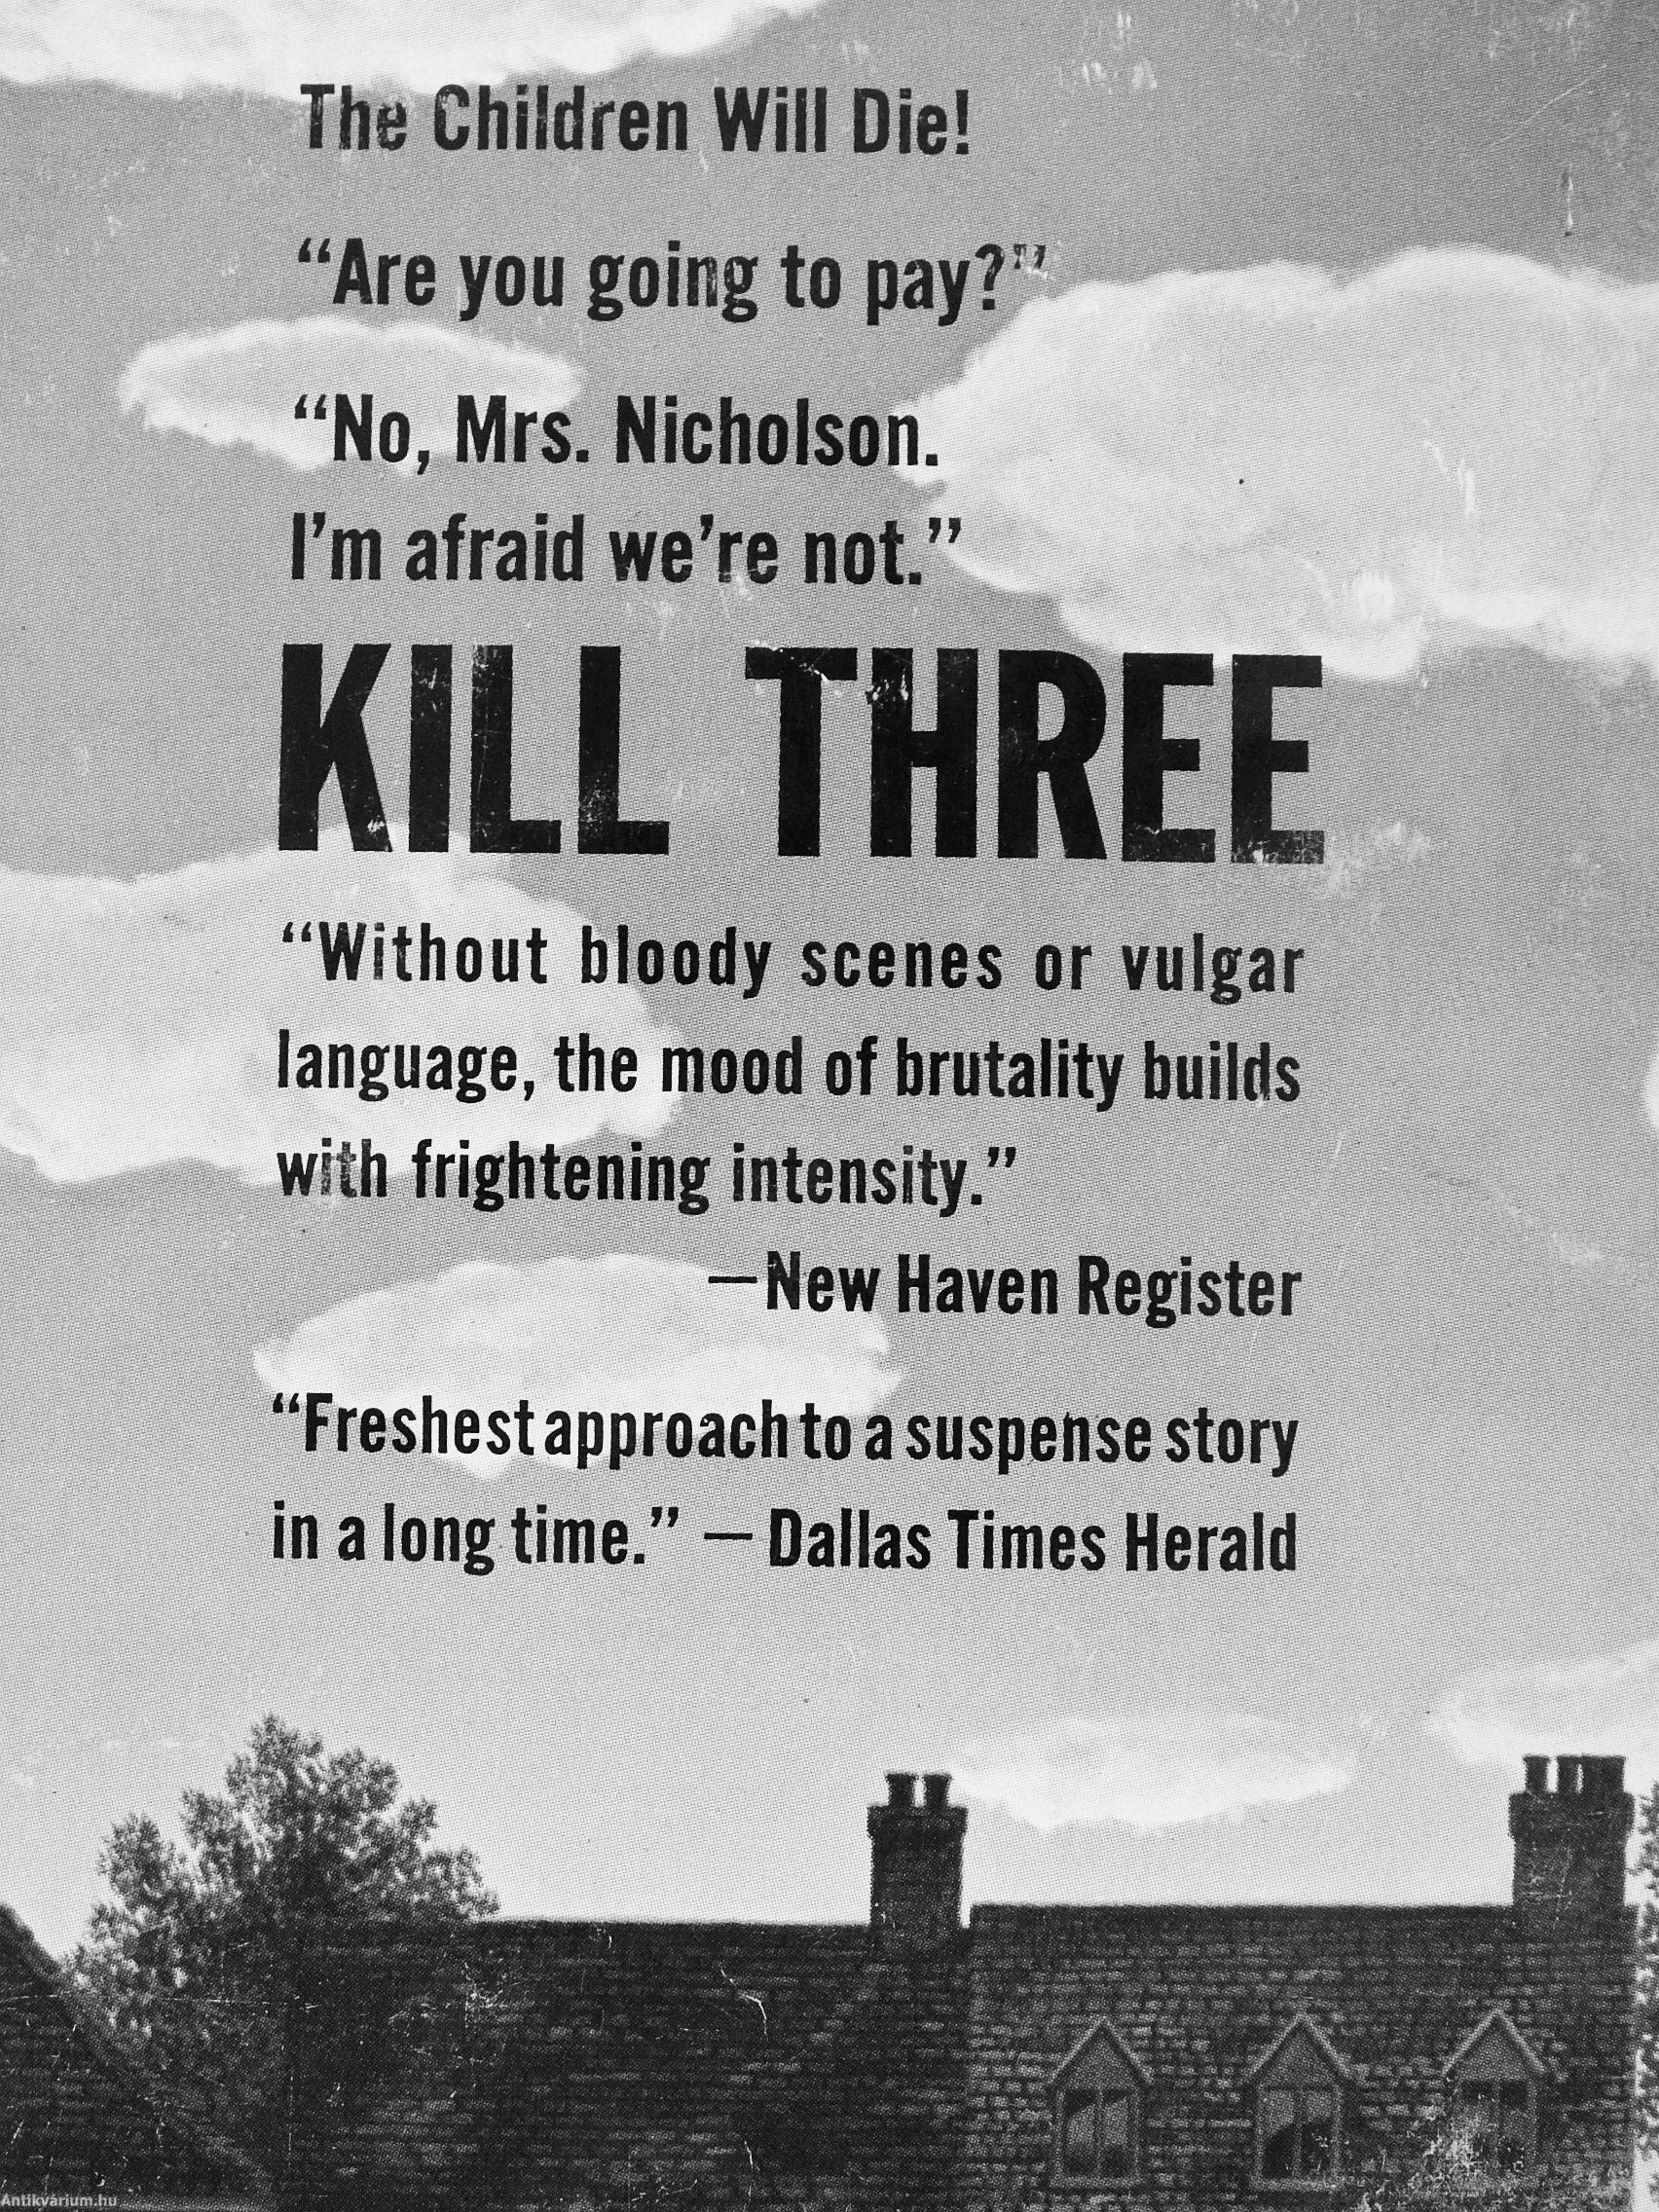 The Children Will Die!
“Are you going to pay?”
“No, Mrs. Nicholson.
I’m afraid we’re not.”
KILL THREE
“Without bloody scenes or vulgar
language, the mood of brutality builds
with frightening intensity.”
—New Haven Register
“Freshest approach to a suspense story
in a long time.” — Dallas Times Herald
Antikvárium.hu